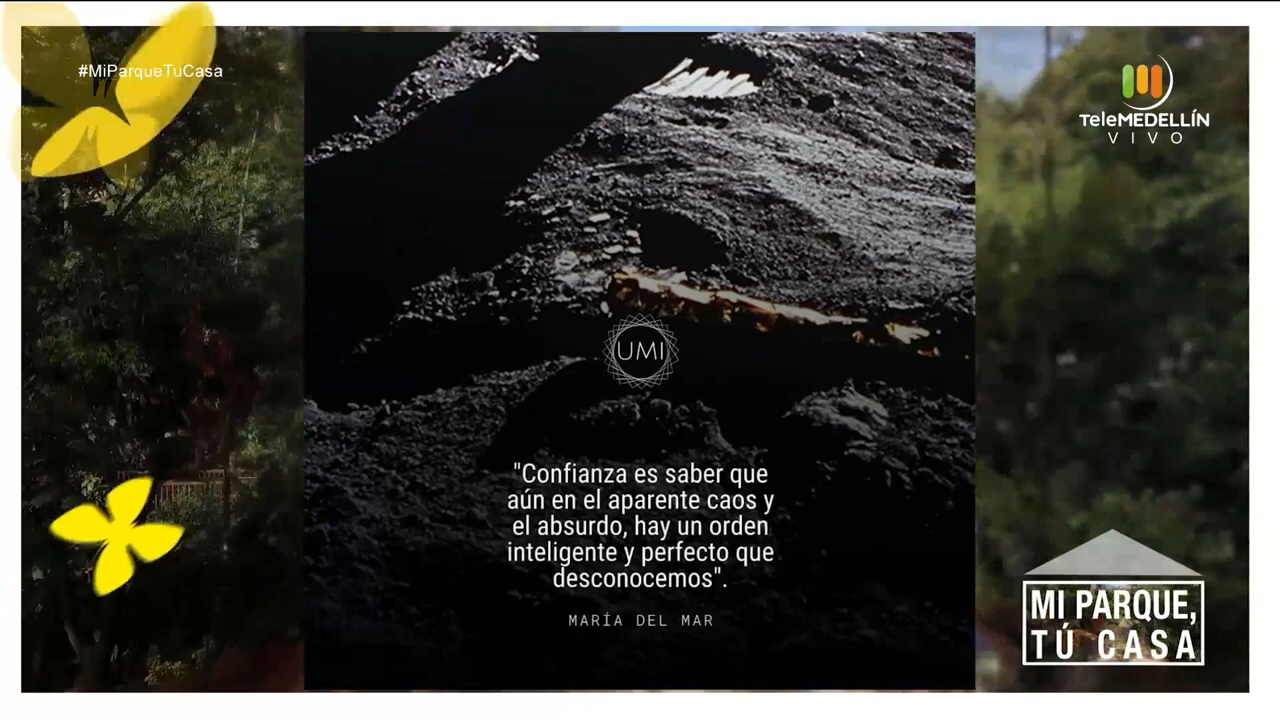 #MiParqueTuCasa
TeleMEDELLÍN
VIVO
UMI
"Confianza es saber que
aún en el aparente caos y
el absurdo, hay un orden
inteligente y perfecto que
desconocemos".
MARÍA DEL MAR
MI PARQUE,
TÚ CASA